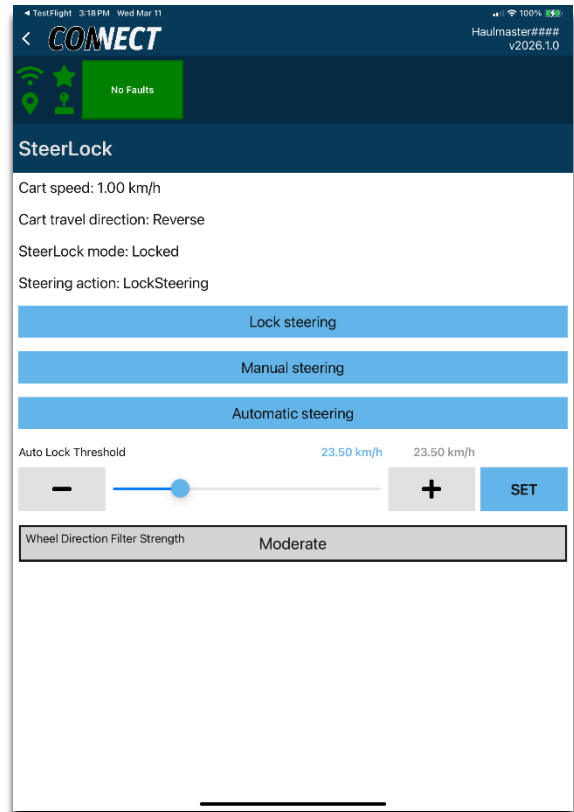 ◀ TestFlight 3:18 PM Wed Mar 11 100%
CONNECT
Haulmaster####
v2026.1.0
No Faults
SteerLock
Cart speed: 1.00 km/h
Cart travel direction: Reverse
SteerLock mode: Locked
Steering action: LockSteering
Lock steering
Manual steering
Automatic steering
Auto Lock Threshold 23.50 km/h 23.50 km/h
− + SET
Wheel Direction Filter Strength Moderate